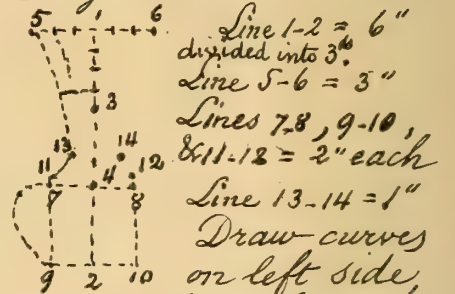 5 1 6
Line 1-2 = 6"
divided into 3ds.
Line 5-6 = 3"
3
Lines 7-8, 9-10,
13 14
& 11-12 = 2" each
11 12
4
7 8
Line 13-14 = 1"
Draw curves
9 2 10
on left side,